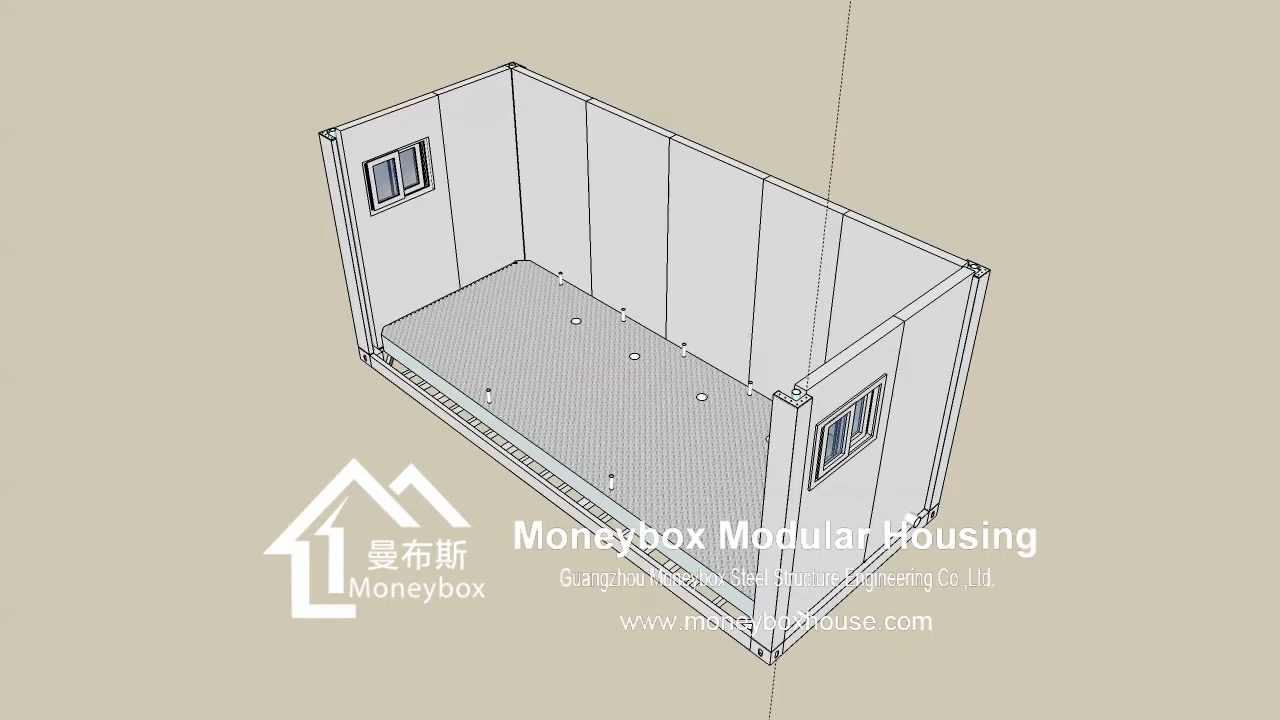 曼布斯
Moneybox
Moneybox Modular Housing
Guangzhou Moneybox Steel Structure Engineering Co.,Ltd.
www.moneyboxhouse.com